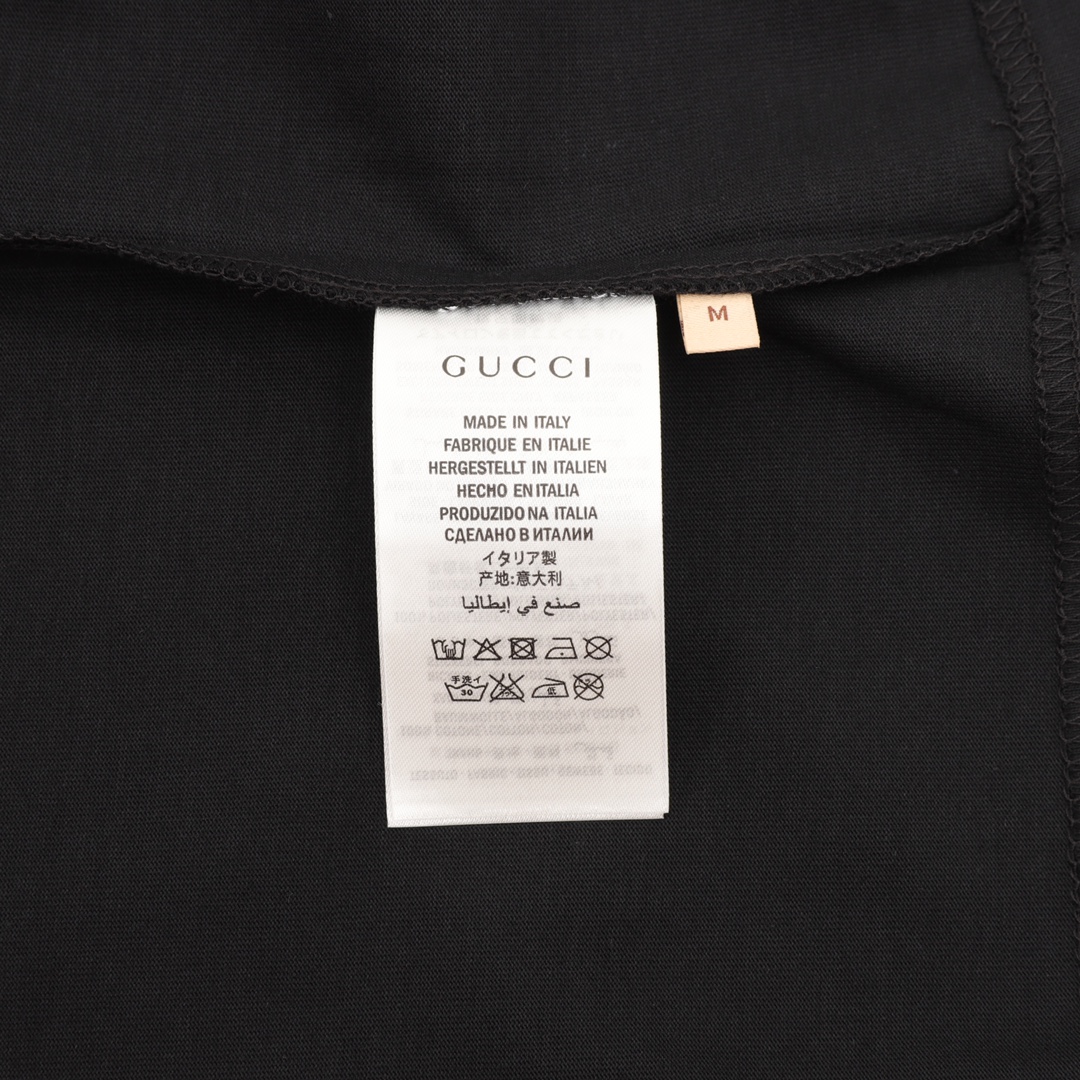 GUCCI
M
MADE IN ITALY
FABRIQUE EN ITALIE
HERGESTELLT IN ITALIEN
HECHO EN ITALIA
PRODUZIDO NA ITALIA
СДЕЛАНО В ИТАЛИИ
イタリア製
产地:意大利
صنع في إيطاليا
手洗イ
30
低